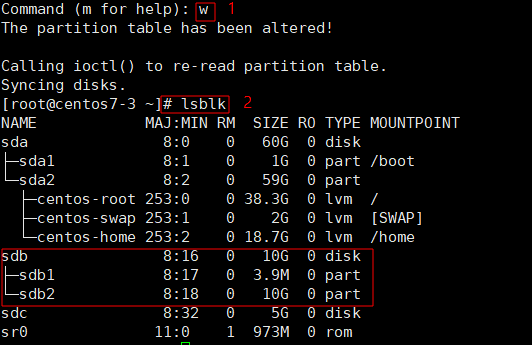 Command (m for help): w 1
The partition table has been altered!
Calling ioctl() to re-read partition table.
Syncing disks.
[root@centos7-3 ~]# lsblk 2
NAME MAJ:MIN RM SIZE RO TYPE MOUNTPOINT
sda 8:0 0 60G 0 disk
├─sda1 8:1 0 1G 0 part /boot
└─sda2 8:2 0 59G 0 part
├─centos-root 253:0 0 38.3G 0 lvm /
├─centos-swap 253:1 0 2G 0 lvm [SWAP]
└─centos-home 253:2 0 18.7G 0 lvm /home
sdb 8:16 0 10G 0 disk
├─sdb1 8:17 0 3.9M 0 part
└─sdb2 8:18 0 10G 0 part
sdc 8:32 0 5G 0 disk
sr0 11:0 1 973M 0 rom